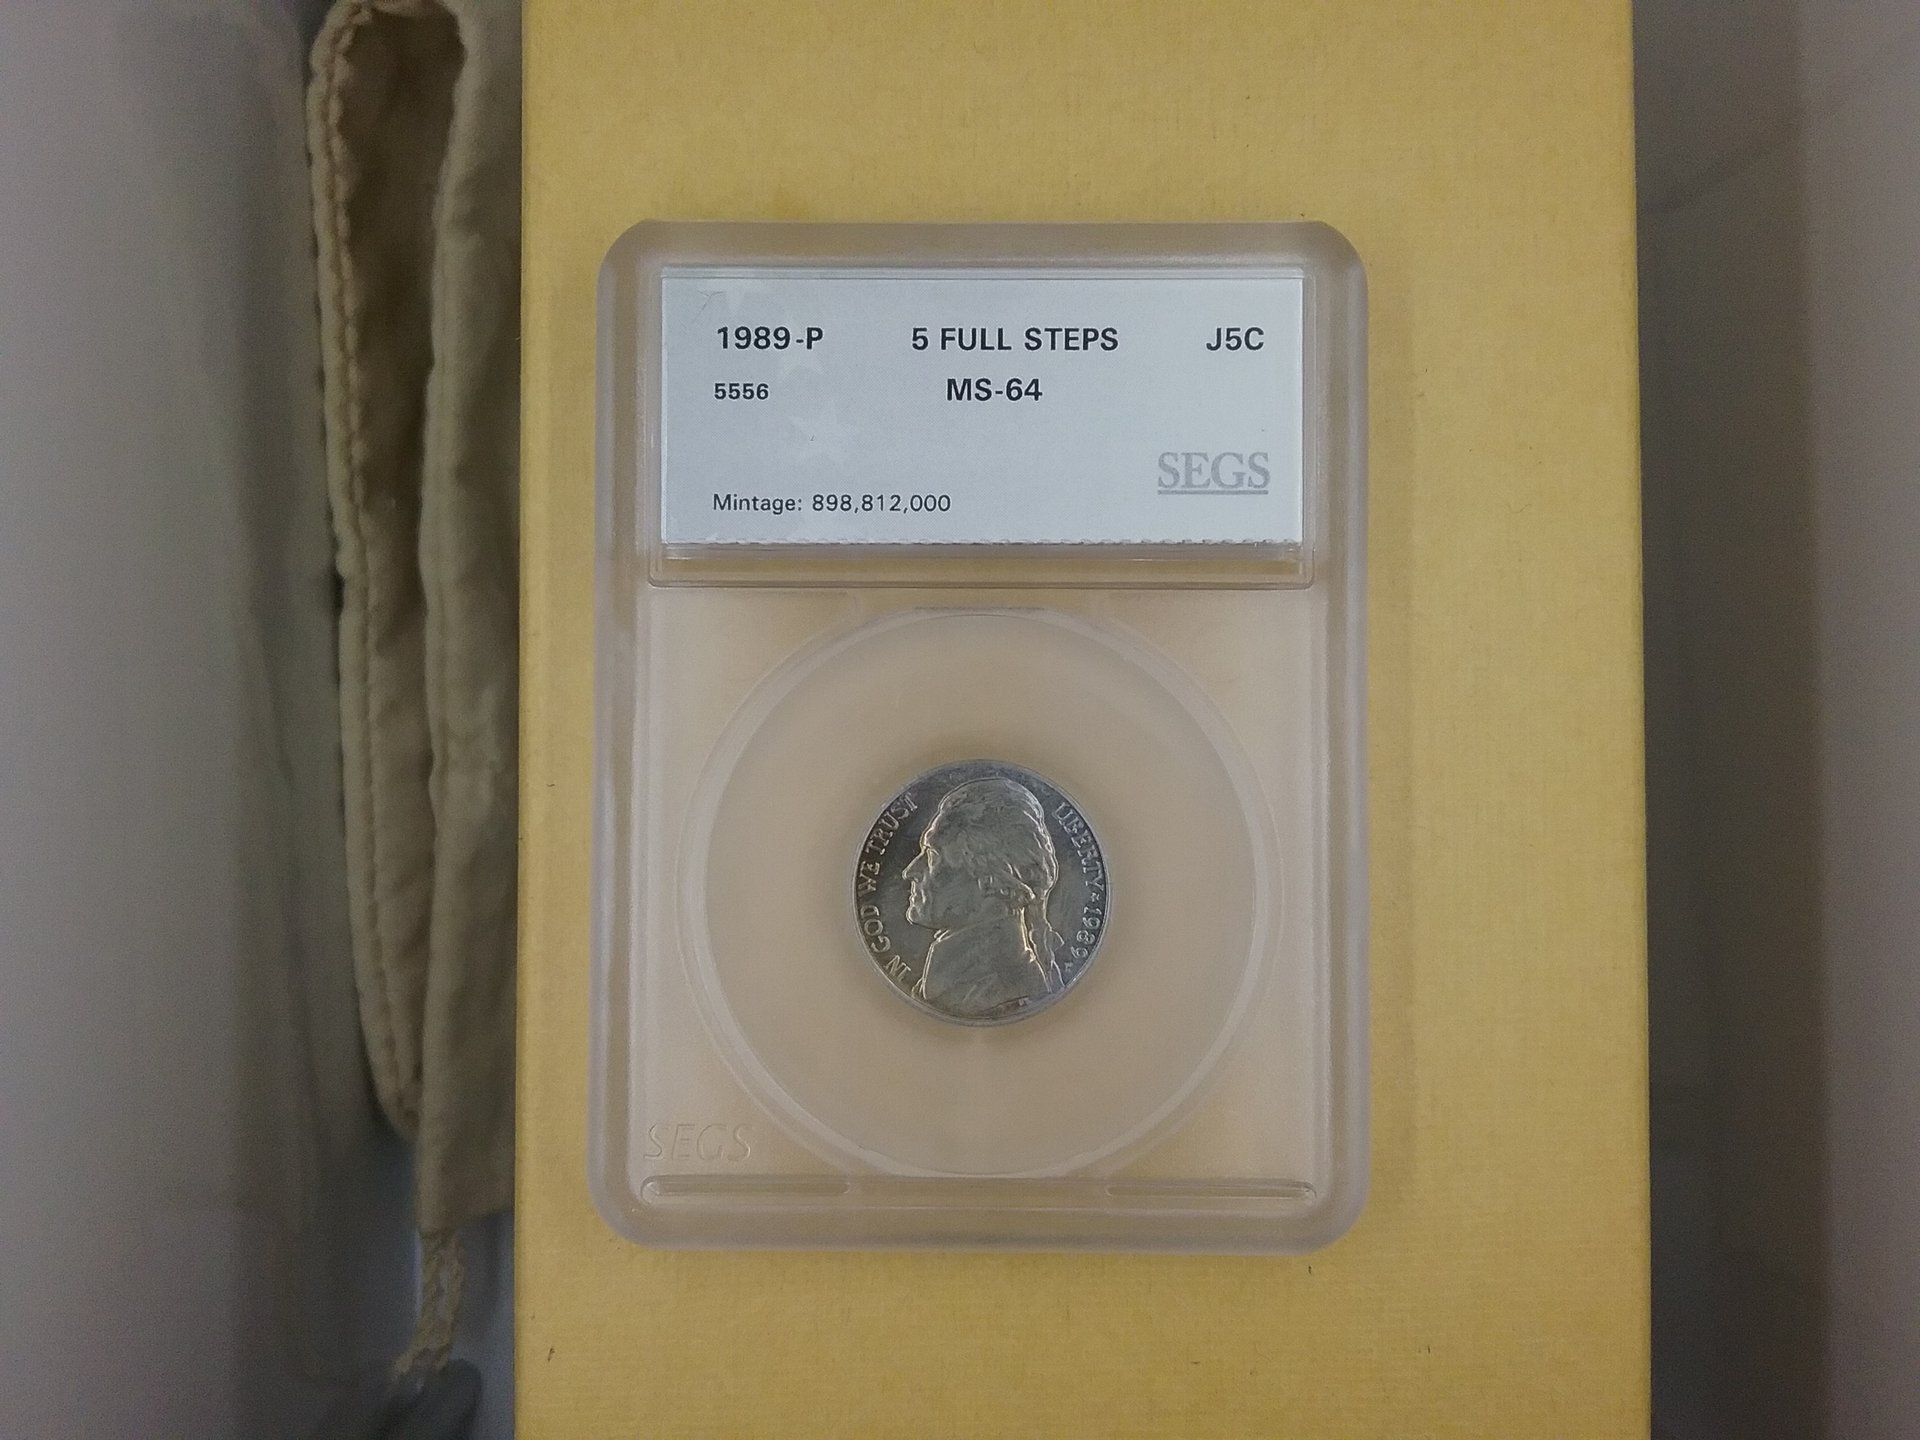 1989-P 5 FULL STEPS J5C
5556 MS-64
SEGS
Mintage: 898,812,000
IN GOD WE TRUST
LIBERTY ★ 1989
SEGS